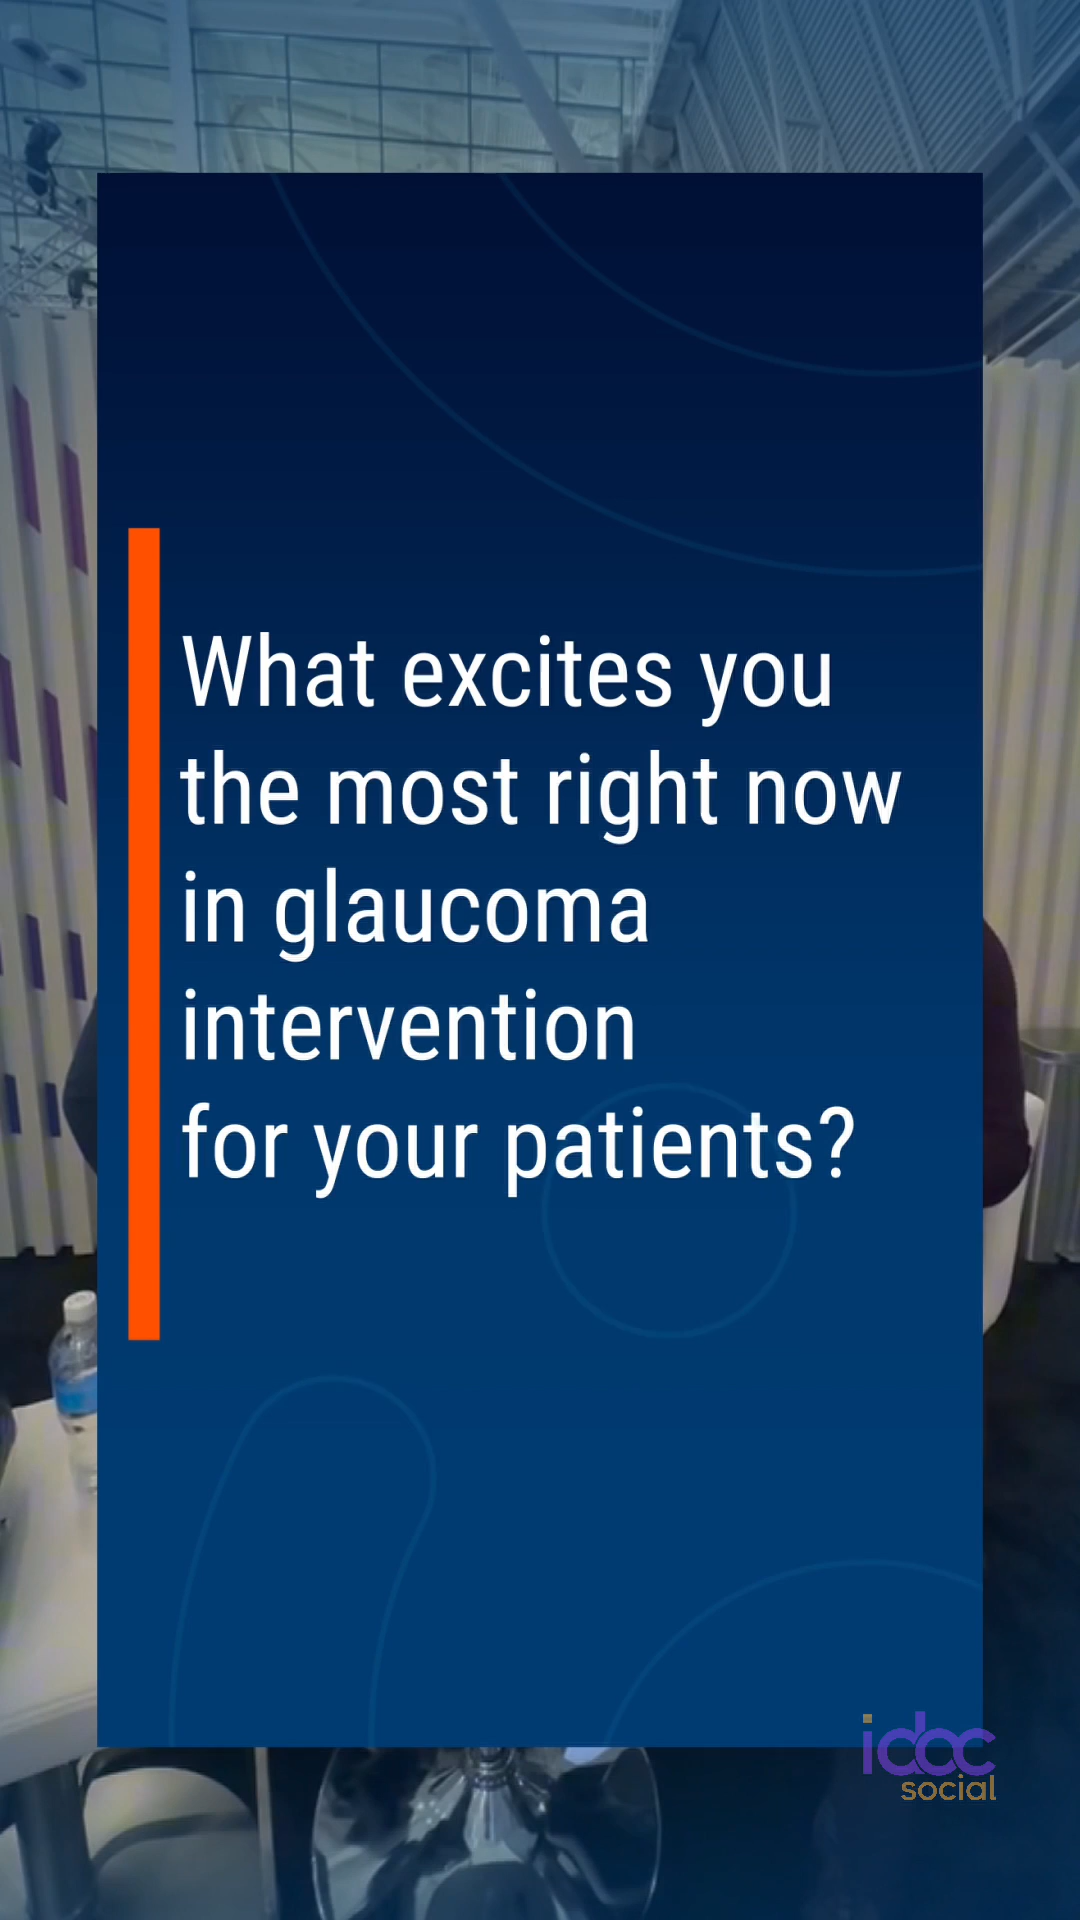 What excites you
the most right now
in glaucoma
intervention
for your patients?
idoc
social